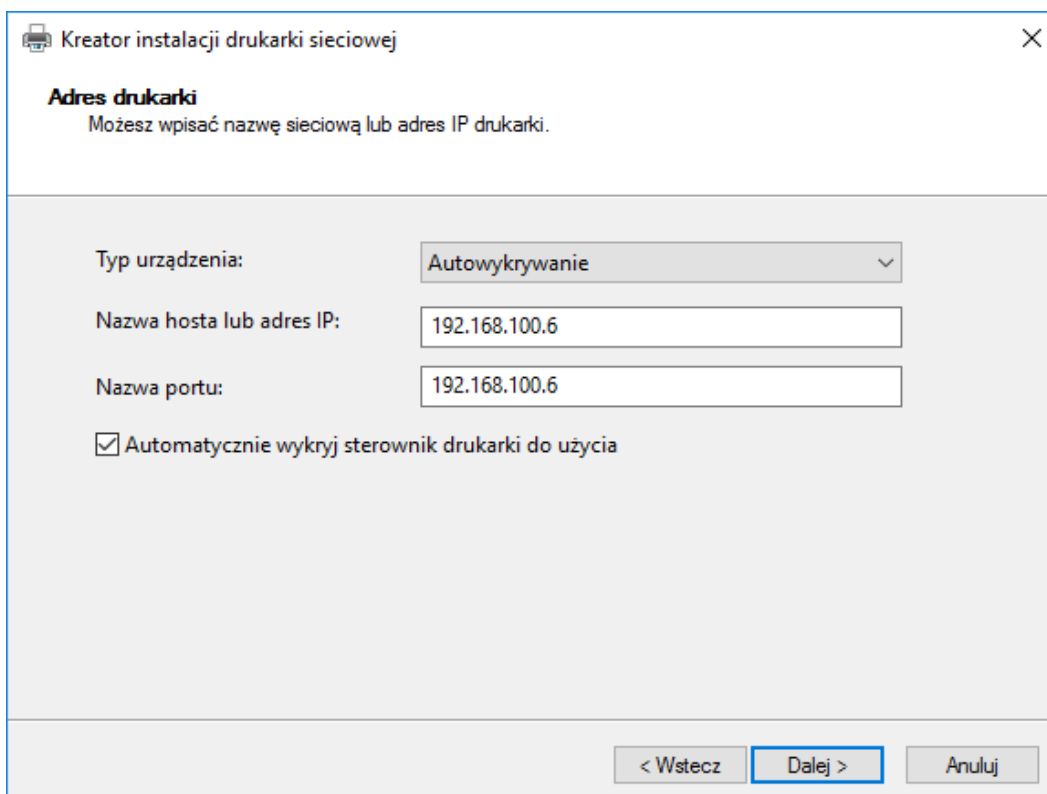 Kreator instalacji drukarki sieciowej
Adres drukarki
Możesz wpisać nazwę sieciową lub adres IP drukarki.
Typ urządzenia: Autowykrywanie
Nazwa hosta lub adres IP: 192.168.100.6
Nazwa portu: 192.168.100.6
Automatycznie wykryj sterownik drukarki do użycia
< Wstecz Dalej > Anuluj